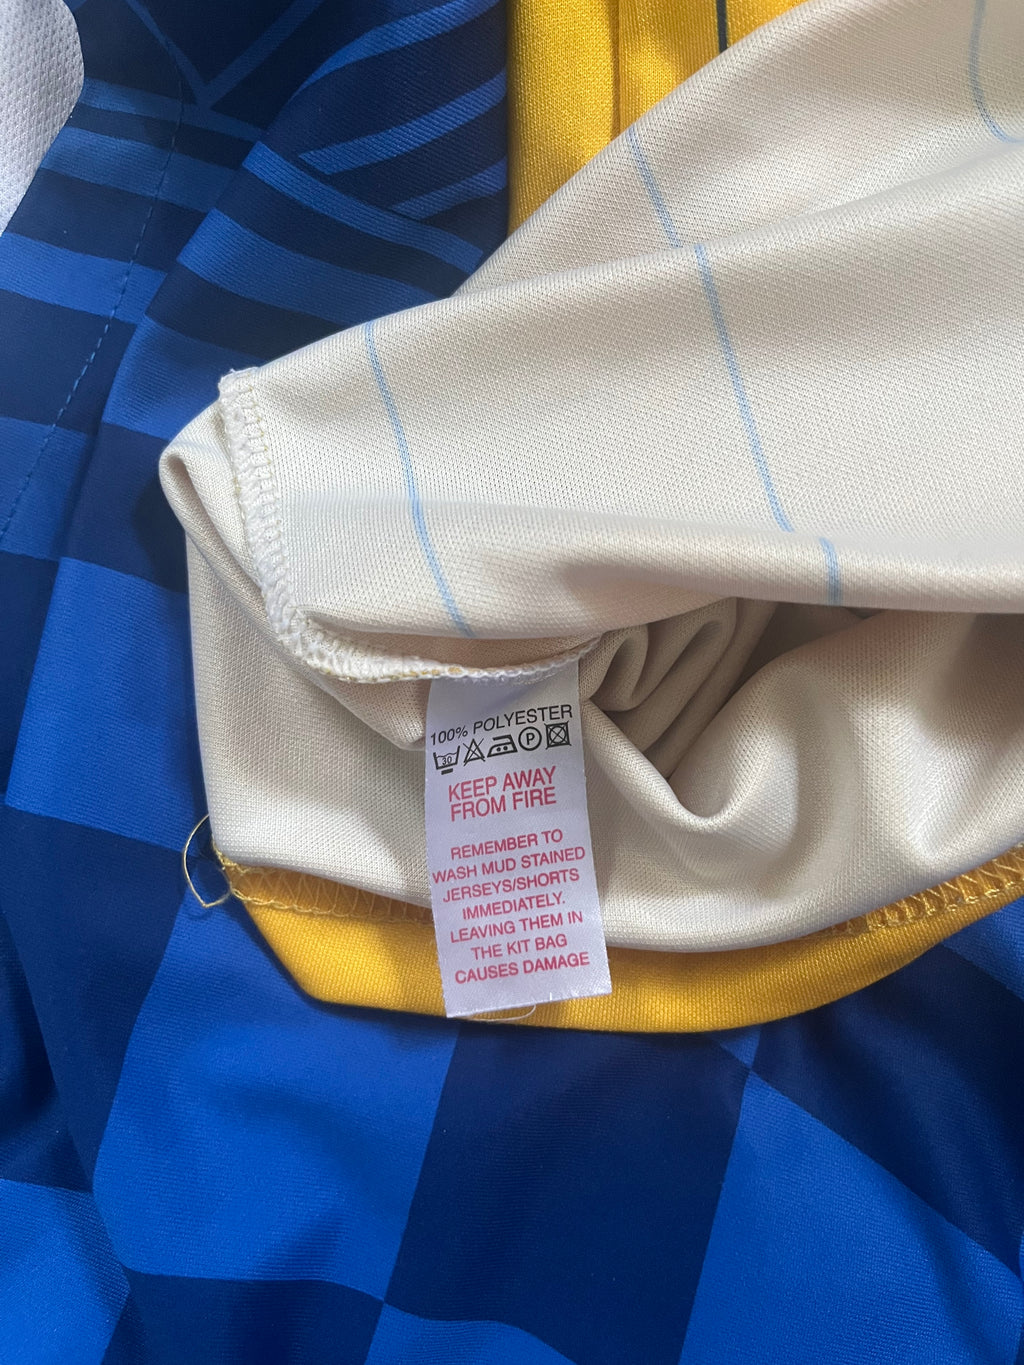 100% POLYESTER
30 P
KEEP AWAY
FROM FIRE
REMEMBER TO
WASH MUD STAINED
JERSEYS/SHORTS
IMMEDIATELY.
LEAVING THEM IN
THE KIT BAG
CAUSES DAMAGE